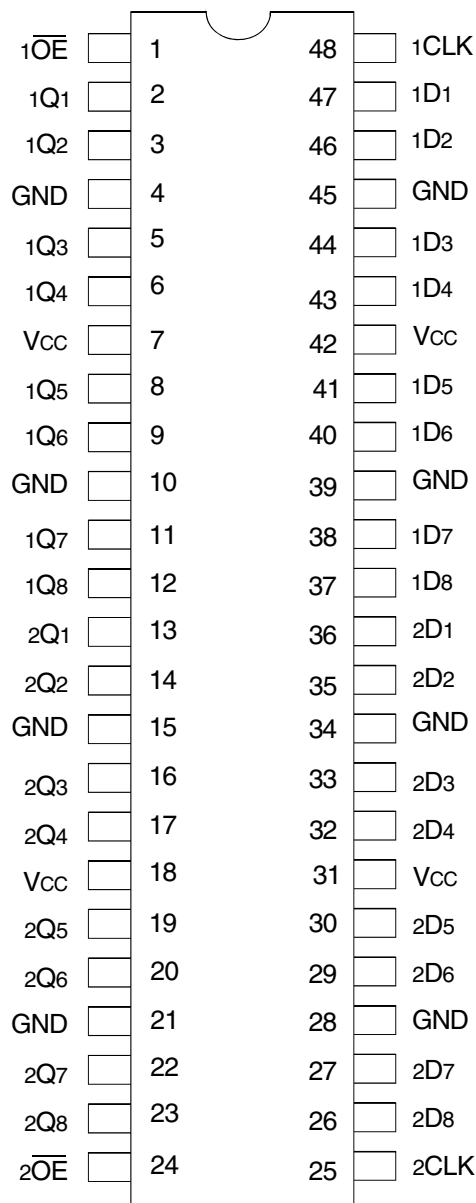 1O̅E̅ 1 48 1CLK
1Q1 2 47 1D1
1Q2 3 46 1D2
GND 4 45 GND
1Q3 5 44 1D3
1Q4 6 43 1D4
VCC 7 42 VCC
1Q5 8 41 1D5
1Q6 9 40 1D6
GND 10 39 GND
1Q7 11 38 1D7
1Q8 12 37 1D8
2Q1 13 36 2D1
2Q2 14 35 2D2
GND 15 34 GND
2Q3 16 33 2D3
2Q4 17 32 2D4
VCC 18 31 VCC
2Q5 19 30 2D5
2Q6 20 29 2D6
GND 21 28 GND
2Q7 22 27 2D7
2Q8 23 26 2D8
2O̅E̅ 24 25 2CLK